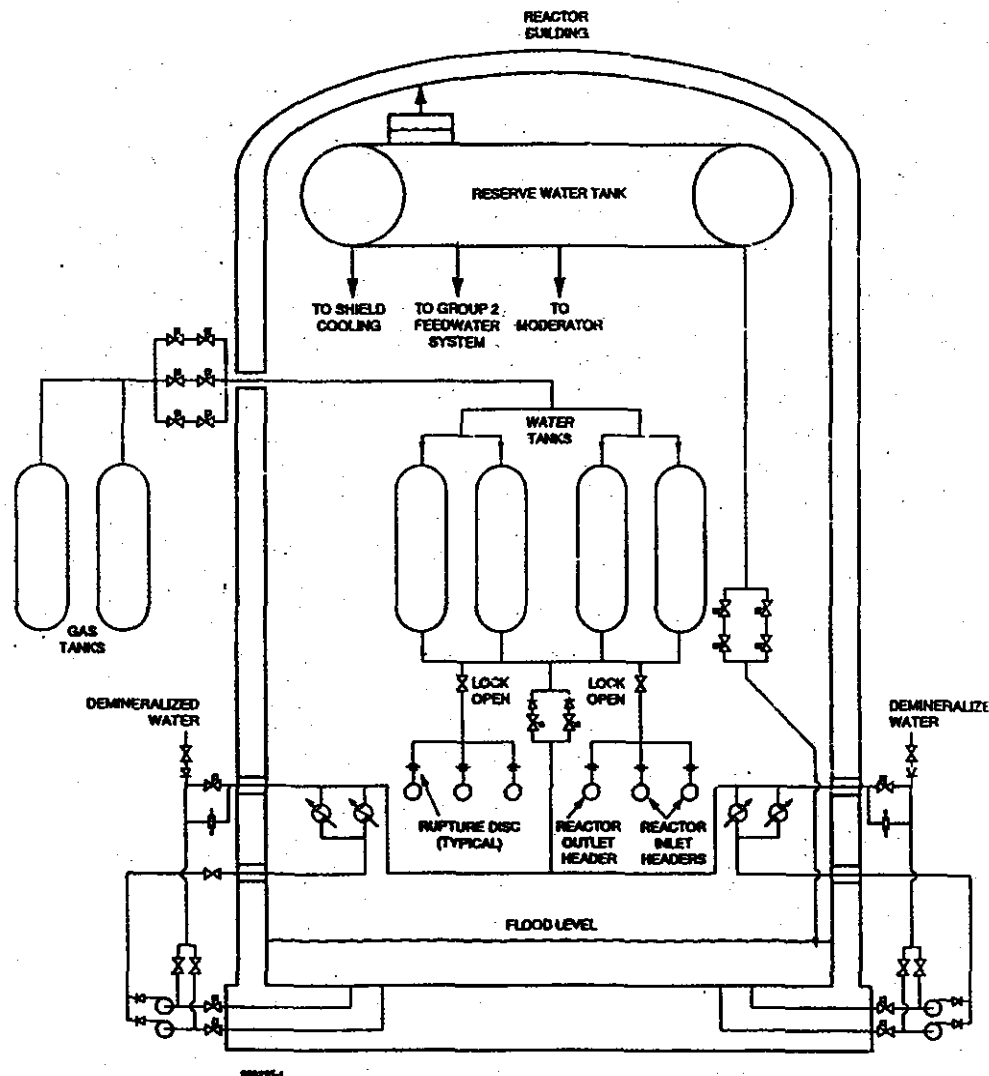 REACTOR
BUILDING
RESERVE WATER TANK
TO SHIELD
COOLING
TO GROUP 2
FEEDWATER
SYSTEM
TO
MODERATOR
WATER
TANKS
GAS
TANKS
LOCK
OPEN
LOCK
OPEN
DEMINERALIZED
WATER
DEMINERALIZE
WATER
RUPTURE DISC
(TYPICAL)
REACTOR
OUTLET
HEADER
REACTOR
INLET
HEADERS
FLOOD LEVEL